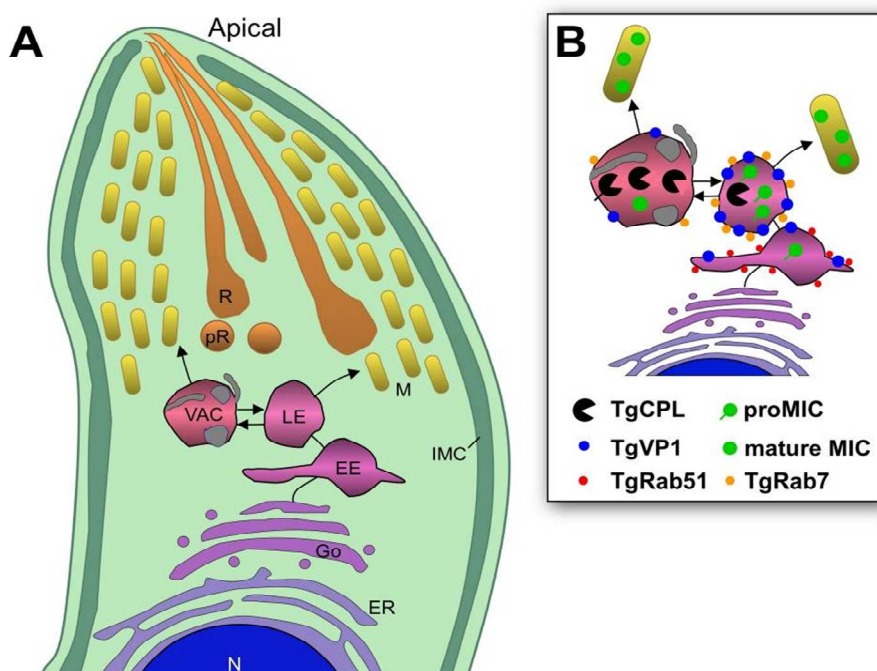 A
Apical
R
pR
M
VAC
LE
IMC
EE
Go
ER
N
B
TgCPL
proMIC
TgVP1
mature MIC
TgRab51
TgRab7